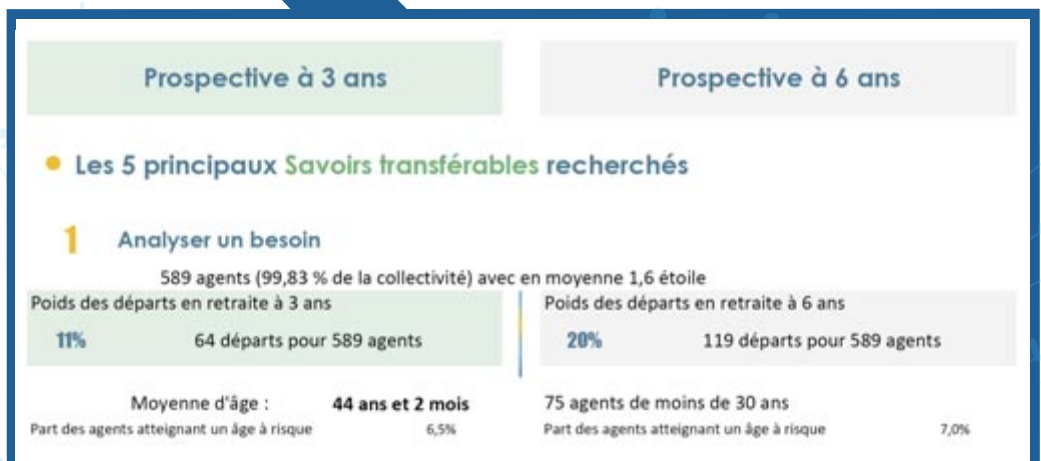 Prospective à 3 ans
Prospective à 6 ans
Les 5 principaux Savoirs transférables recherchés
1 Analyser un besoin
589 agents (99,83 % de la collectivité) avec en moyenne 1,6 étoile
Poids des départs en retraite à 3 ans
11% 64 départs pour 589 agents
Poids des départs en retraite à 6 ans
20% 119 départs pour 589 agents
Moyenne d'âge : 44 ans et 2 mois
Part des agents atteignant un âge à risque 6,5%
75 agents de moins de 30 ans
Part des agents atteignant un âge à risque 7,0%